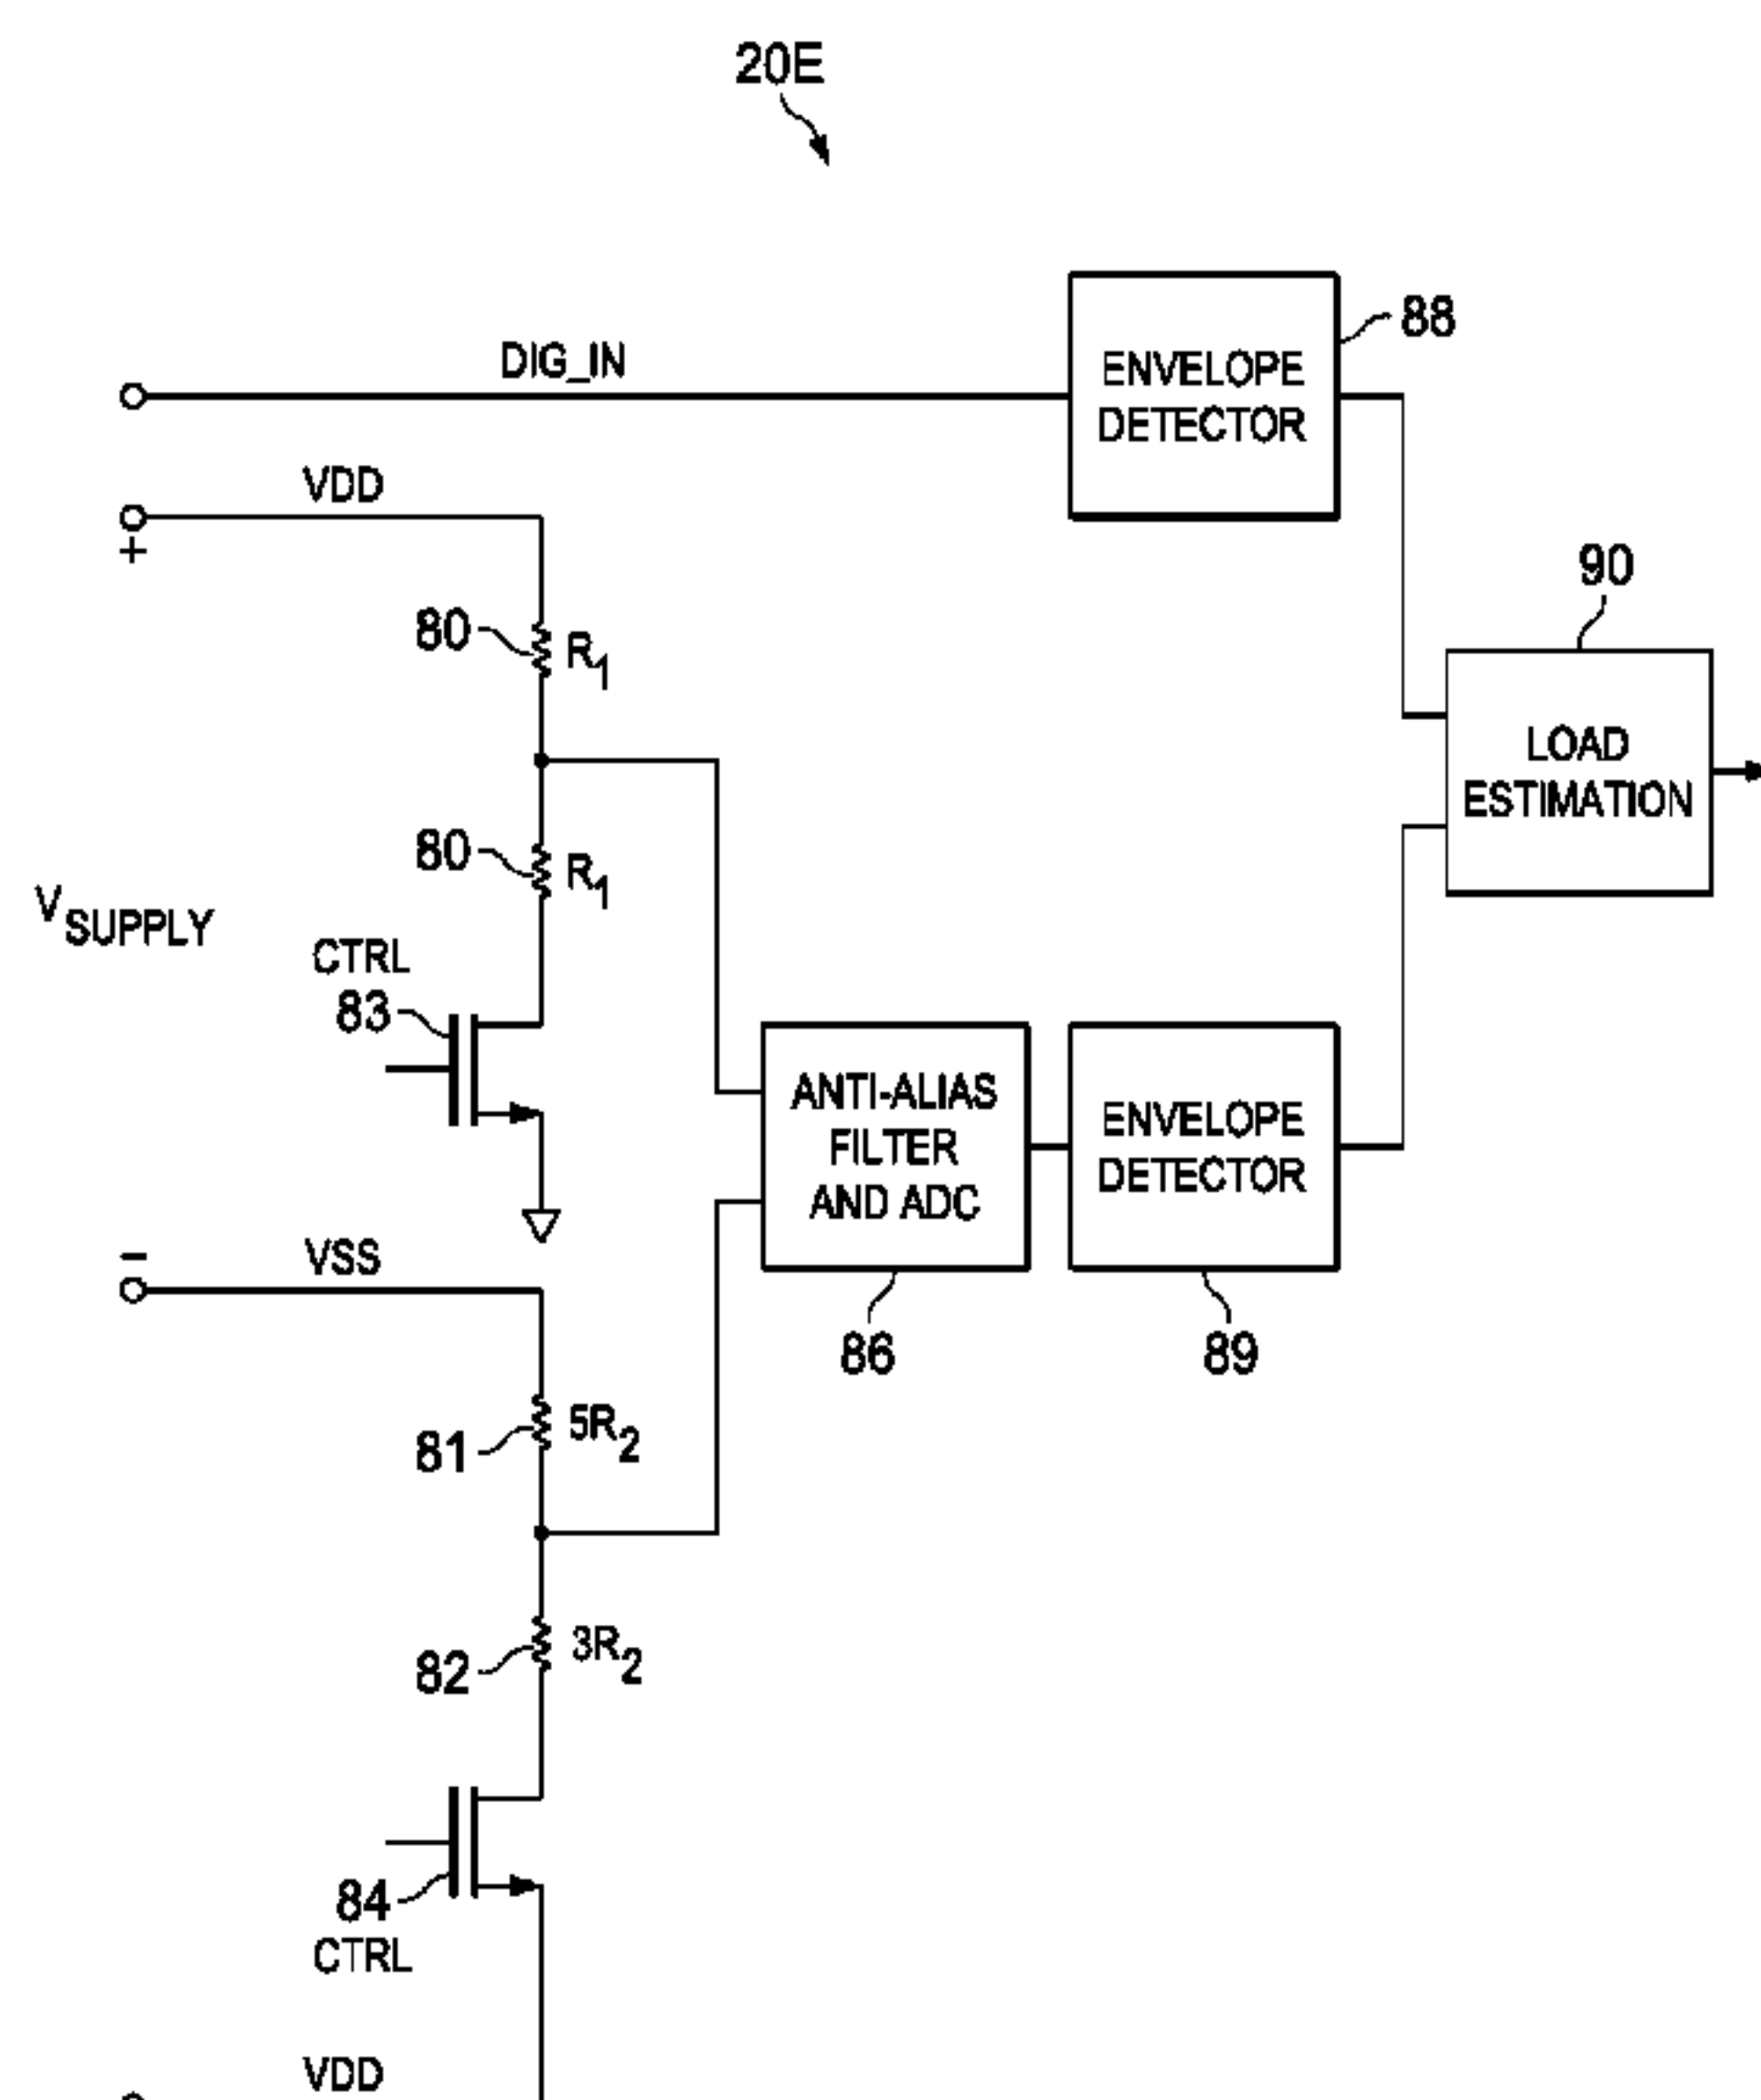 20E
88
DIG_IN
ENVELOPE
DETECTOR
VDD
+
90
80
R1
LOAD
ESTIMATION
80
R1
VSUPPLY
CTRL
83
ANTI-ALIAS
FILTER
AND ADC
ENVELOPE
DETECTOR
−
VSS
86
89
81
5R2
82
3R2
84
CTRL
VDD